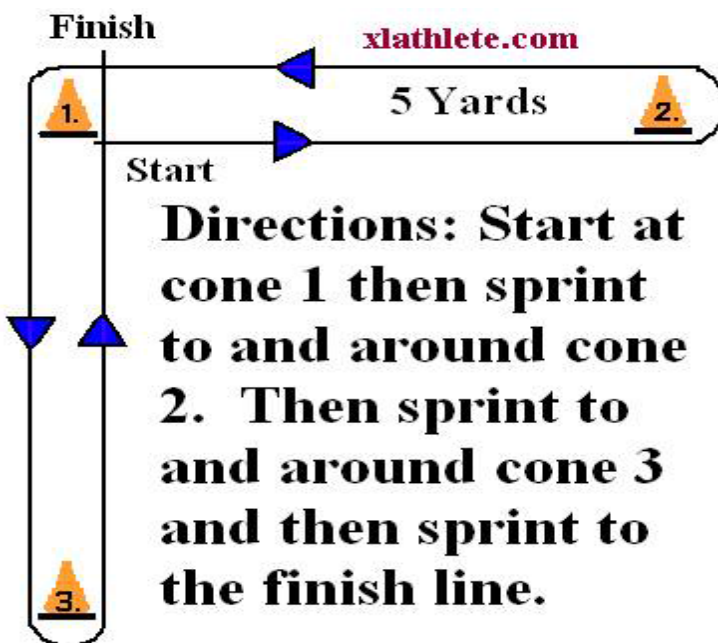 Finish
xlathlete.com
1.
5 Yards
2.
Start
Directions: Start at
cone 1 then sprint
to and around cone
2. Then sprint to
and around cone 3
and then sprint to
the finish line.
3.